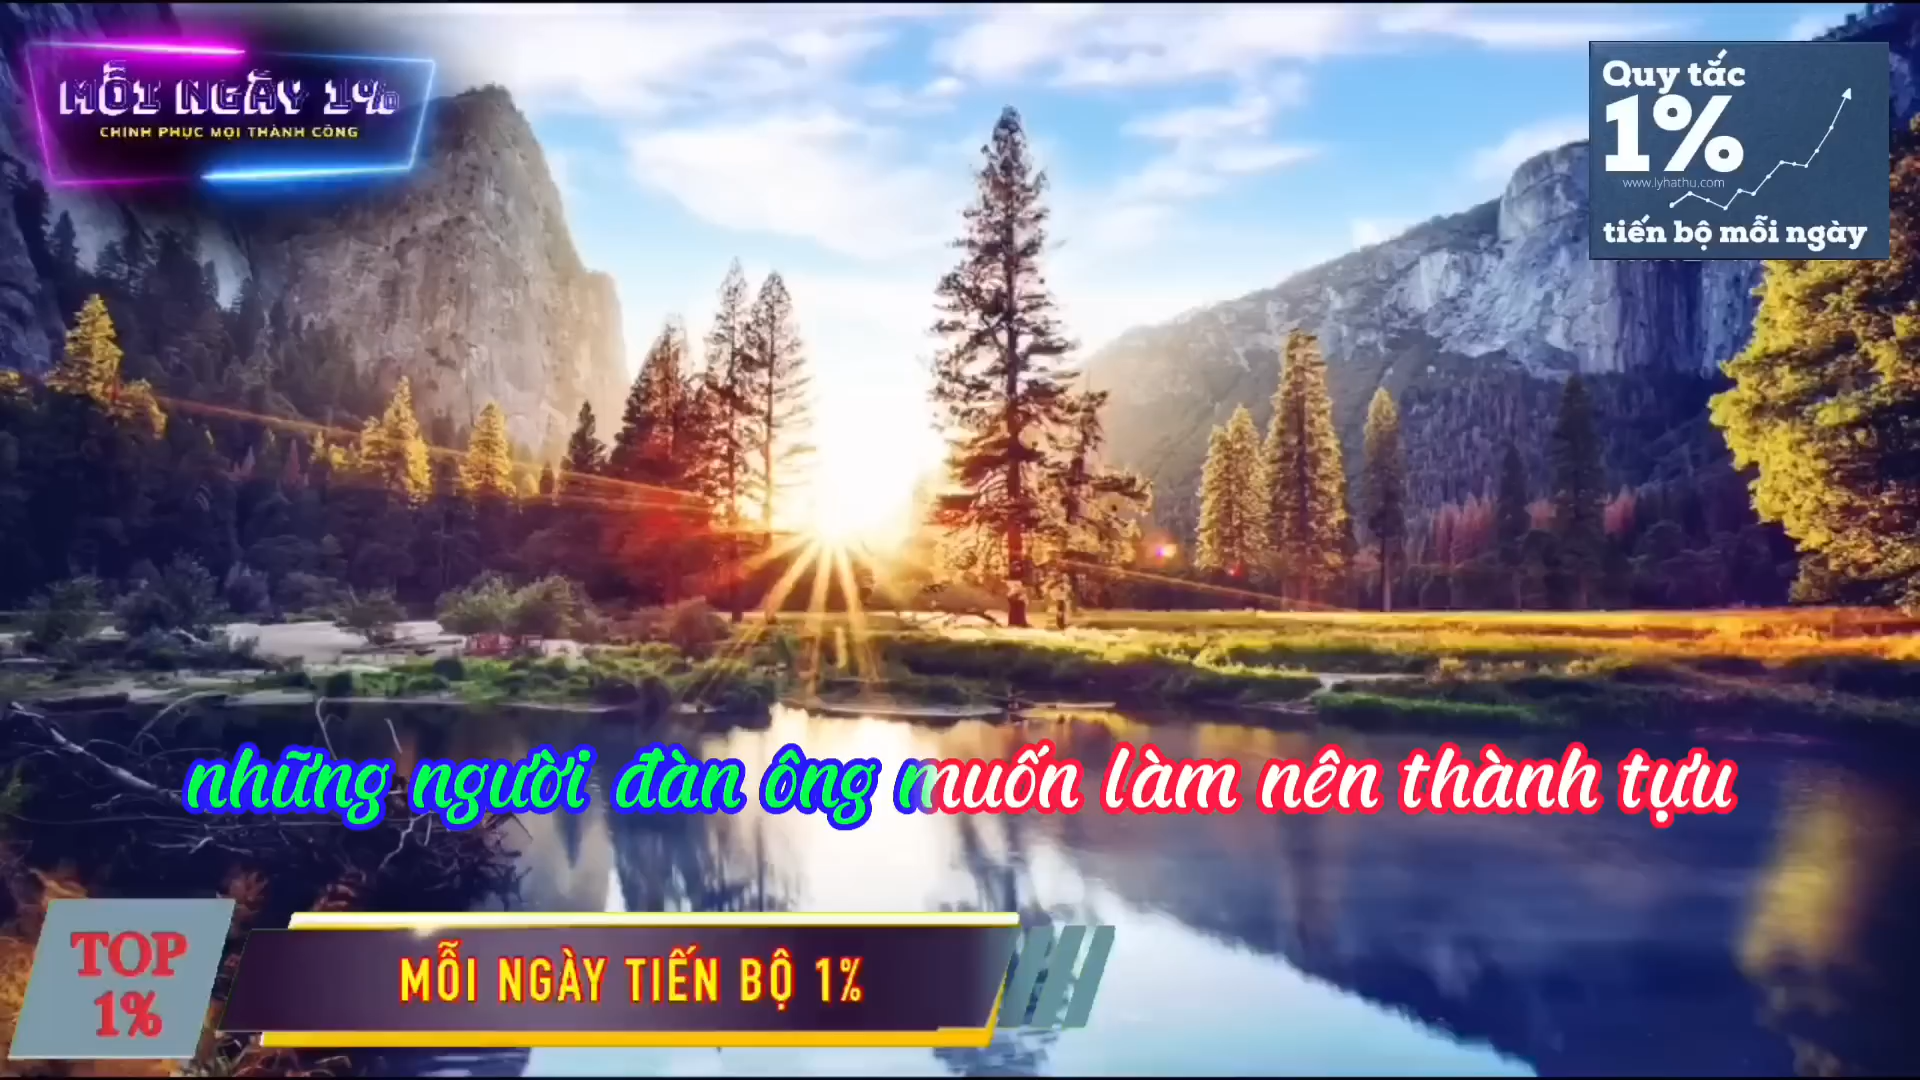 MỖI NGÀY 1%
CHINH PHỤC MỌI THÀNH CÔNG
Quy tắc
1%
www.lyhathu.com
tiến bộ mỗi ngày
những người đàn ông muốn làm nên thành tựu
TOP
1%
MỖI NGÀY TIẾN BỘ 1%